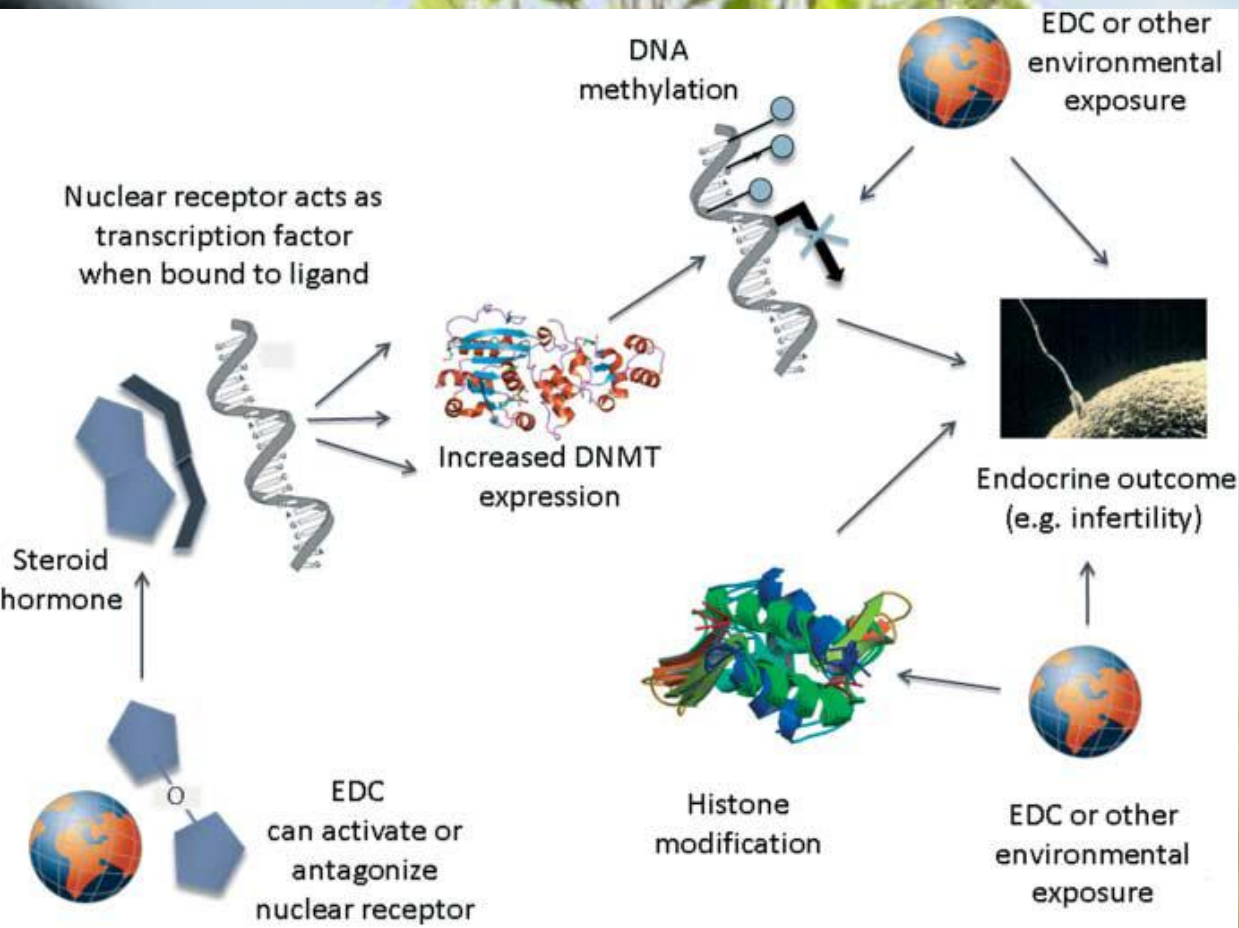 DNA
methylation
EDC or other
environmental
exposure
Nuclear receptor acts as
transcription factor
when bound to ligand
Increased DNMT
expression
Endocrine outcome
(e.g. infertility)
Steroid
hormone
O
EDC
can activate or
antagonize
nuclear receptor
Histone
modification
EDC or other
environmental
exposure